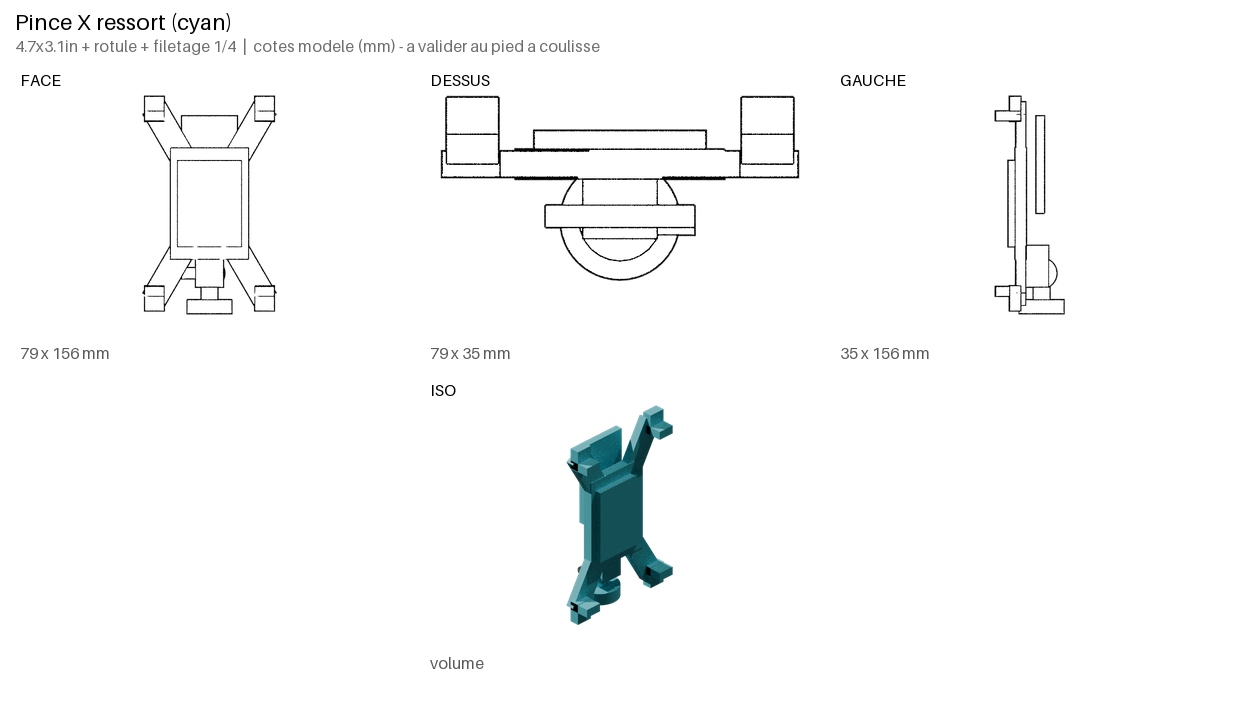 Pince X ressort (cyan)
4.7x3.1in + rotule + filetage 1/4 | cotes modele (mm) - a valider au pied a coulisse
FACE
DESSUS
GAUCHE
79 x 156 mm
79 x 35 mm
35 x 156 mm
ISO
volume